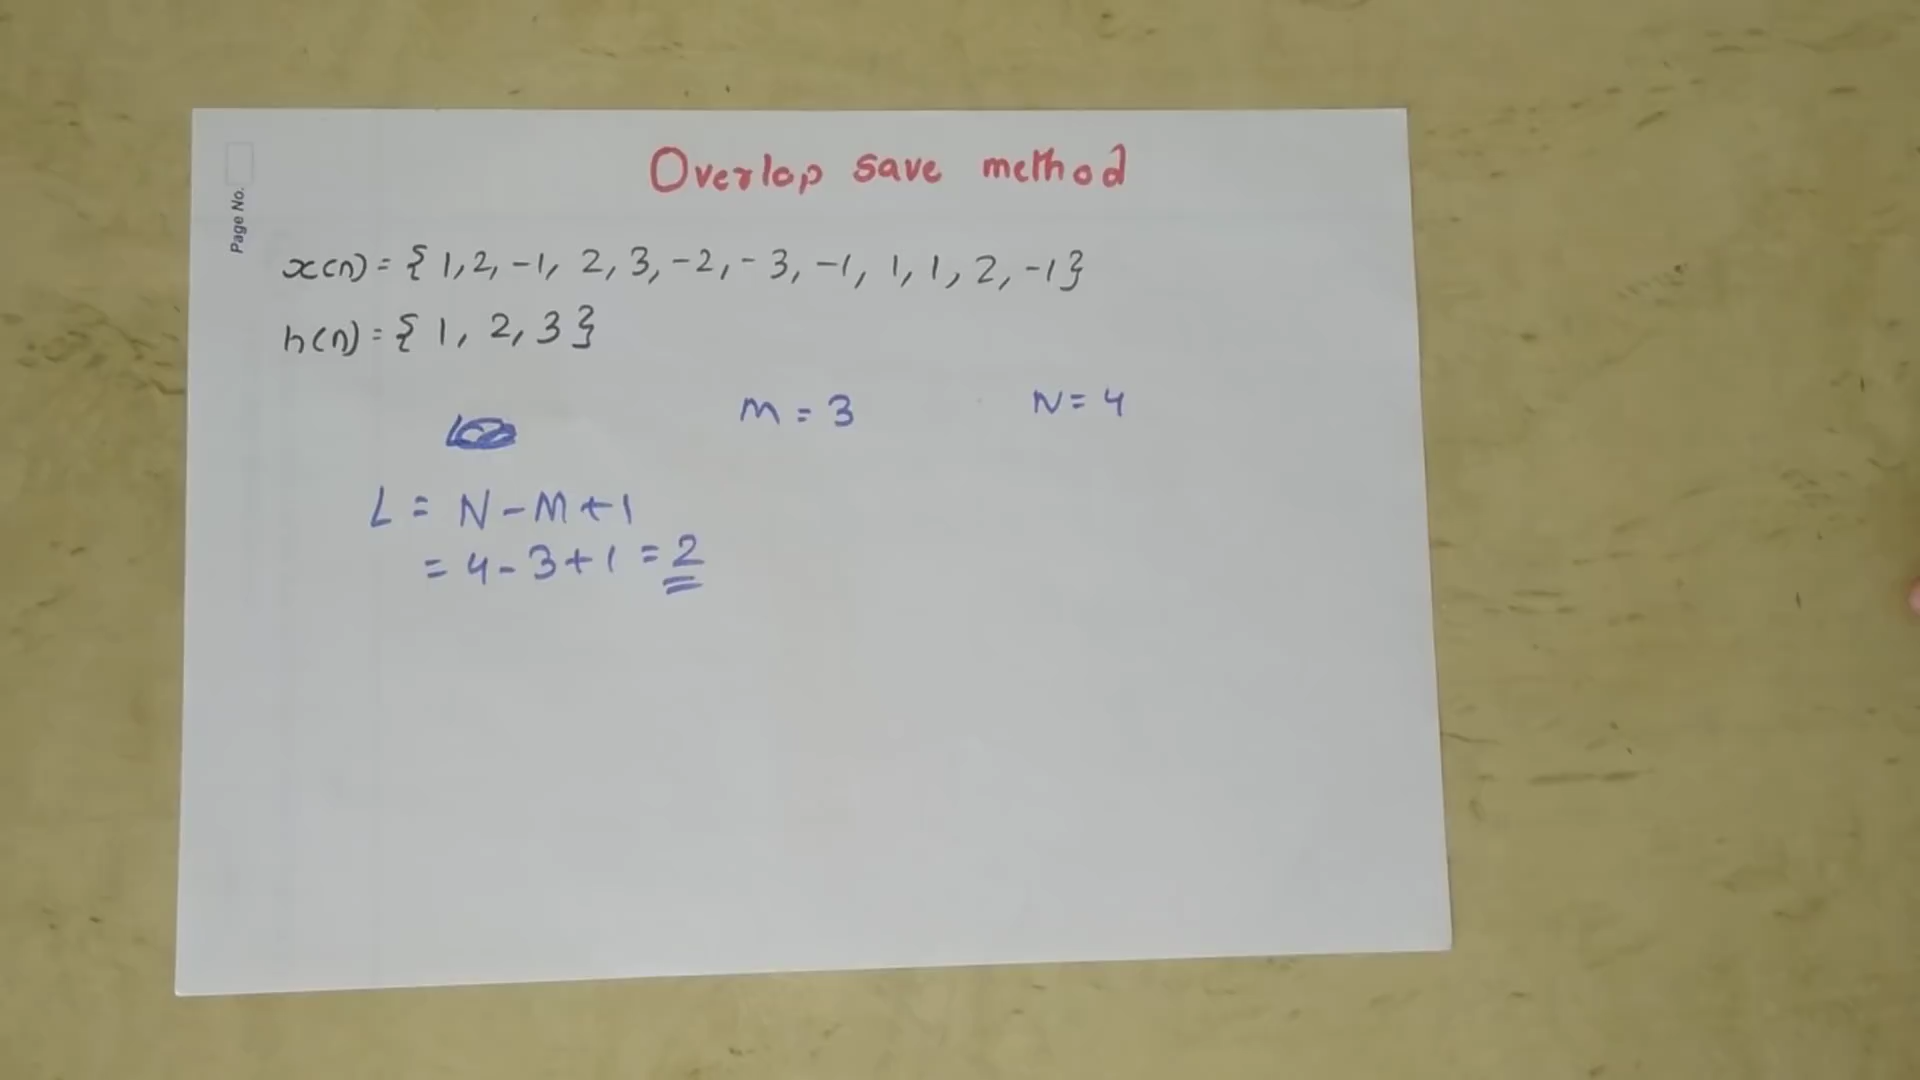 Page No.
Overlap save method
x(n) = { 1, 2, -1, 2, 3, -2, -3, -1, 1, 1, 2, -1 }
h(n) = { 1, 2, 3 }
M = 3 N = 4
L = N - M + 1
= 4 - 3 + 1 = 2